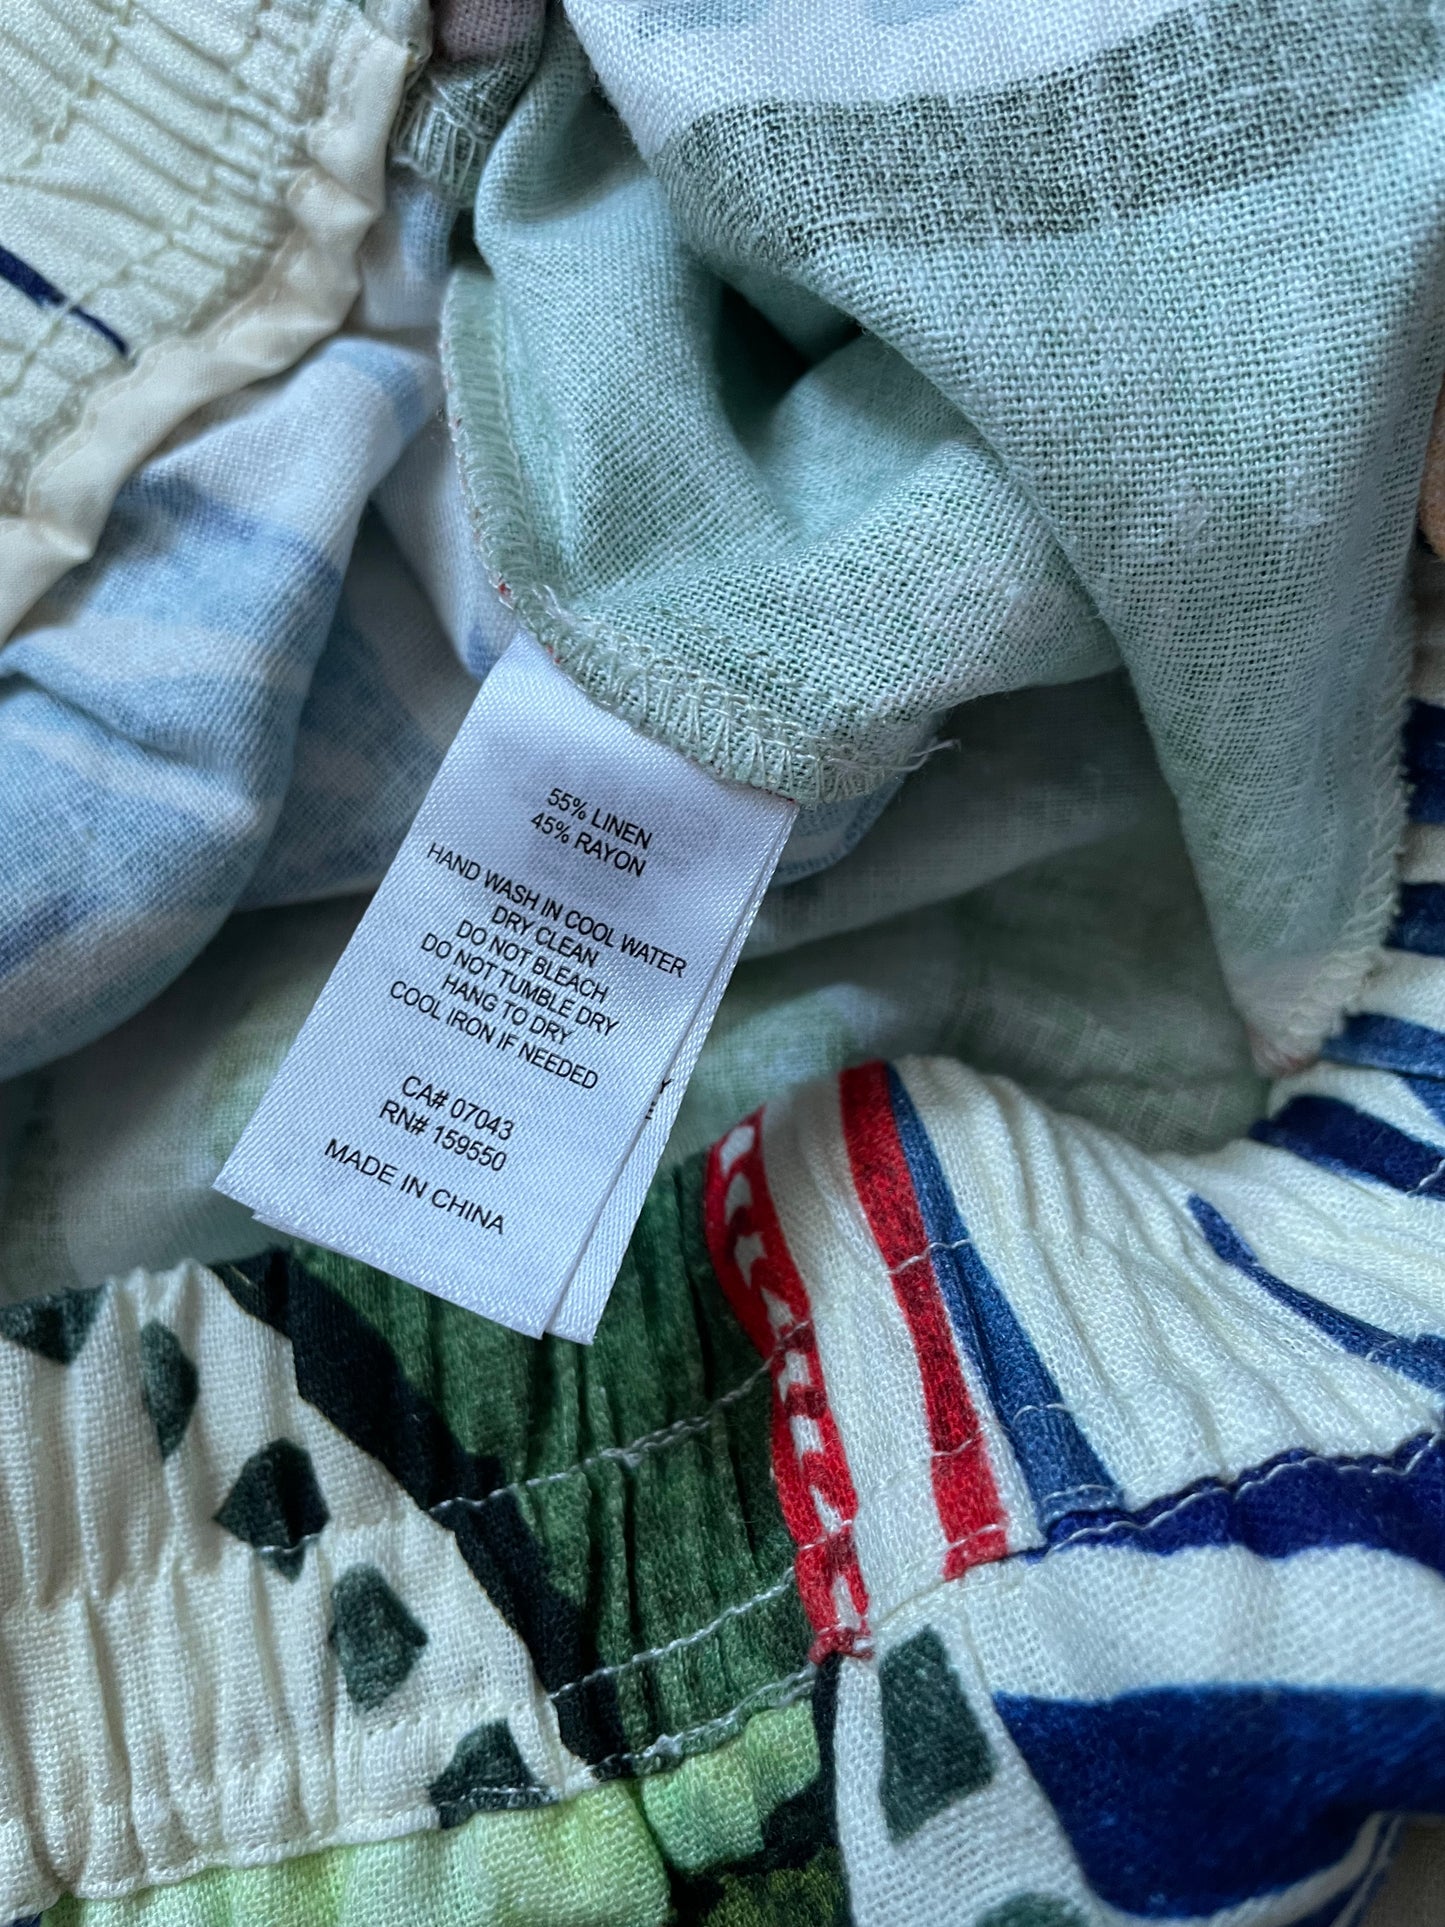 55% LINEN
45% RAYON
HAND WASH IN COOL WATER
DRY CLEAN
DO NOT BLEACH
DO NOT TUMBLE DRY
HANG TO DRY
COOL IRON IF NEEDED
CA# 07043
RN# 159550
MADE IN CHINA